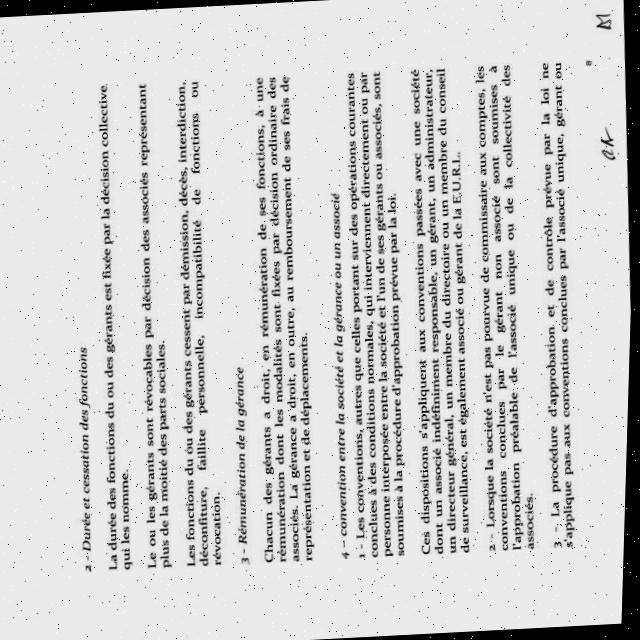 2 – Durée et cessation des fonctions
La durée des fonctions du ou des gérants est fixée par la décision collective
qui les nomme.
Le ou les gérants sont révocables par décision des associés représentant
plus de la moitié des parts sociales.
Les fonctions du ou des gérants cessent par démission, décès, interdiction,
déconfiture, faillite personnelle, incompatibilité de fonctions ou
révocation.
3 - Rémunération de la gérance
Chacun des gérants a droit, en rémunération de ses fonctions, à une
rémunération dont les modalités sont fixées par décision ordinaire des
associés. La gérance a droit, en outre, au remboursement de ses frais de
représentation et de déplacements.
4 – convention entre la société et la gérance ou un associé
1 - Les conventions, autres que celles portant sur des opérations courantes
conclues à des conditions normales, qui interviennent directement ou par
personne interposée entre la société et l'un de ses gérants ou associés, sont
soumises à la procédure d'approbation prévue par la loi.
Ces dispositions s'appliquent aux conventions passées avec une société
dont un associé indéfiniment responsable, un gérant, un administrateur,
un directeur général, un membre du directoire ou un membre du conseil
de surveillance, est également associé ou gérant de la E.U.R.L.
2 - Lorsque la société n'est pas pourvue de commissaire aux comptes, les
conventions conclues par le gérant non associé sont soumises à
l'approbation préalable de l'associé unique ou de la collectivité des
associés.
3 - La procédure d'approbation et de contrôle prévue par la loi ne
s'applique pas aux conventions conclues par l'associé unique, gérant ou
8